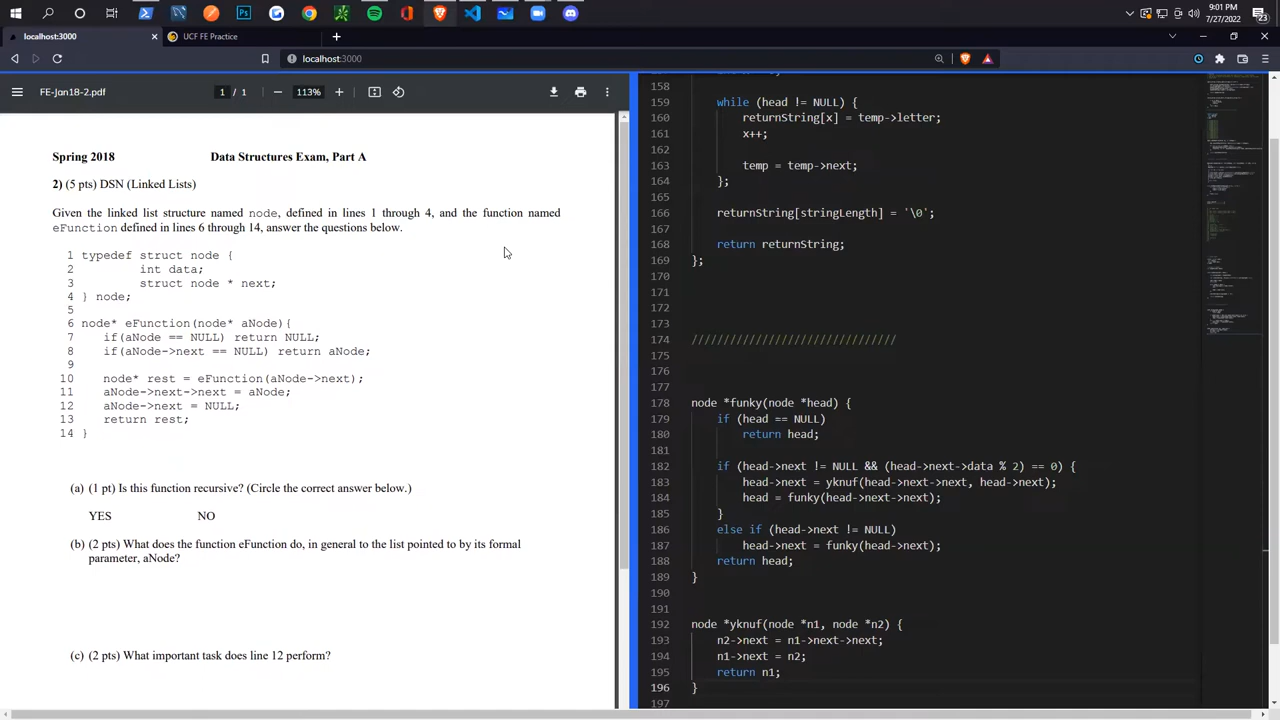 9:01 PM
7/27/2022
23
localhost:3000
UCF FE Practice
localhost:3000
FE-Jan18-2.pdf
1 / 1
113%
Spring 2018 Data Structures Exam, Part A
2) (5 pts) DSN (Linked Lists)
Given the linked list structure named node, defined in lines 1 through 4, and the function named
eFunction defined in lines 6 through 14, answer the questions below.
1 typedef struct node {
2 int data;
3 struct node * next;
4 } node;
5
6 node* eFunction(node* aNode){
7 if(aNode == NULL) return NULL;
8 if(aNode->next == NULL) return aNode;
9
10 node* rest = eFunction(aNode->next);
11 aNode->next->next = aNode;
12 aNode->next = NULL;
13 return rest;
14 }
(a) (1 pt) Is this function recursive? (Circle the correct answer below.)
YES NO
(b) (2 pts) What does the function eFunction do, in general to the list pointed to by its formal
parameter, aNode?
(c) (2 pts) What important task does line 12 perform?
158
159 while (head != NULL) {
160 returnString[x] = temp->letter;
161 x++;
162
163 temp = temp->next;
164 };
165
166 returnString[stringLength] = '\0';
167
168 return returnString;
169 };
170
171
172
173
174 ////////////////////////////////
175
176
177
178 node *funky(node *head) {
179 if (head == NULL)
180 return head;
181
182 if (head->next != NULL && (head->next->data % 2) == 0) {
183 head->next = yknuf(head->next->next, head->next);
184 head = funky(head->next->next);
185 }
186 else if (head->next != NULL)
187 head->next = funky(head->next);
188 return head;
189 }
190
191
192 node *yknuf(node *n1, node *n2) {
193 n2->next = n1->next->next;
194 n1->next = n2;
195 return n1;
196 }
197